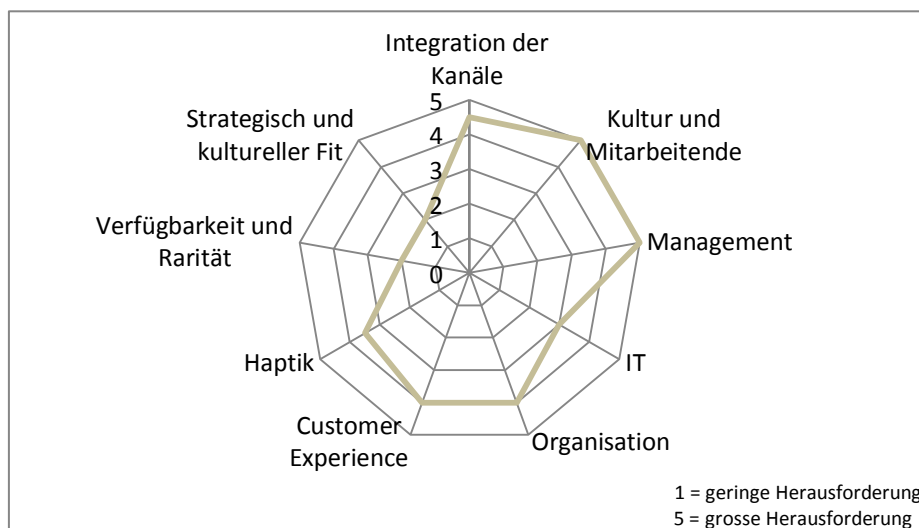 Integration der
Kanäle
Kultur und
Mitarbeitende
Management
IT
Organisation
Customer
Experience
Haptik
Verfügbarkeit und
Rarität
Strategisch und
kultureller Fit
5
4
3
2
1
0
1 = geringe Herausforderung
5 = grosse Herausforderung